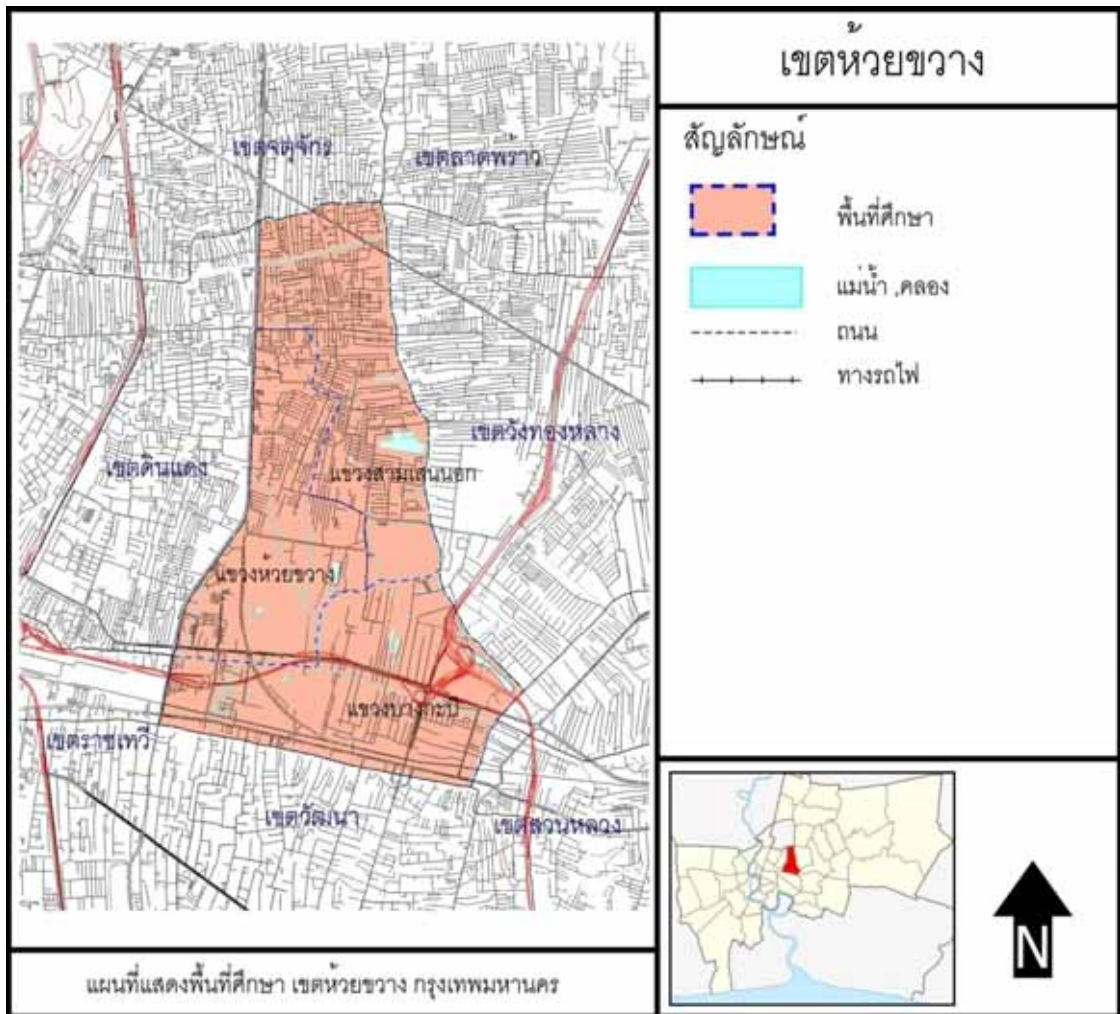 เขตห้วยขวาง
สัญลักษณ์
พื้นที่ศึกษา
แม่น้ำ ,คลอง
ถนน
ทางรถไฟ
เขตจตุจักร
เขตลาดพร้าว
เขตวังทองหลาง
เขตดินแดง
แขวงสามเสนนอก
แขวงห้วยขวาง
แขวงบางกะปิ
เขตราชเทวี
เขตวัฒนา
เขตสวนหลวง
N
แผนที่แสดงพื้นที่ศึกษา เขตห้วยขวาง กรุงเทพมหานคร